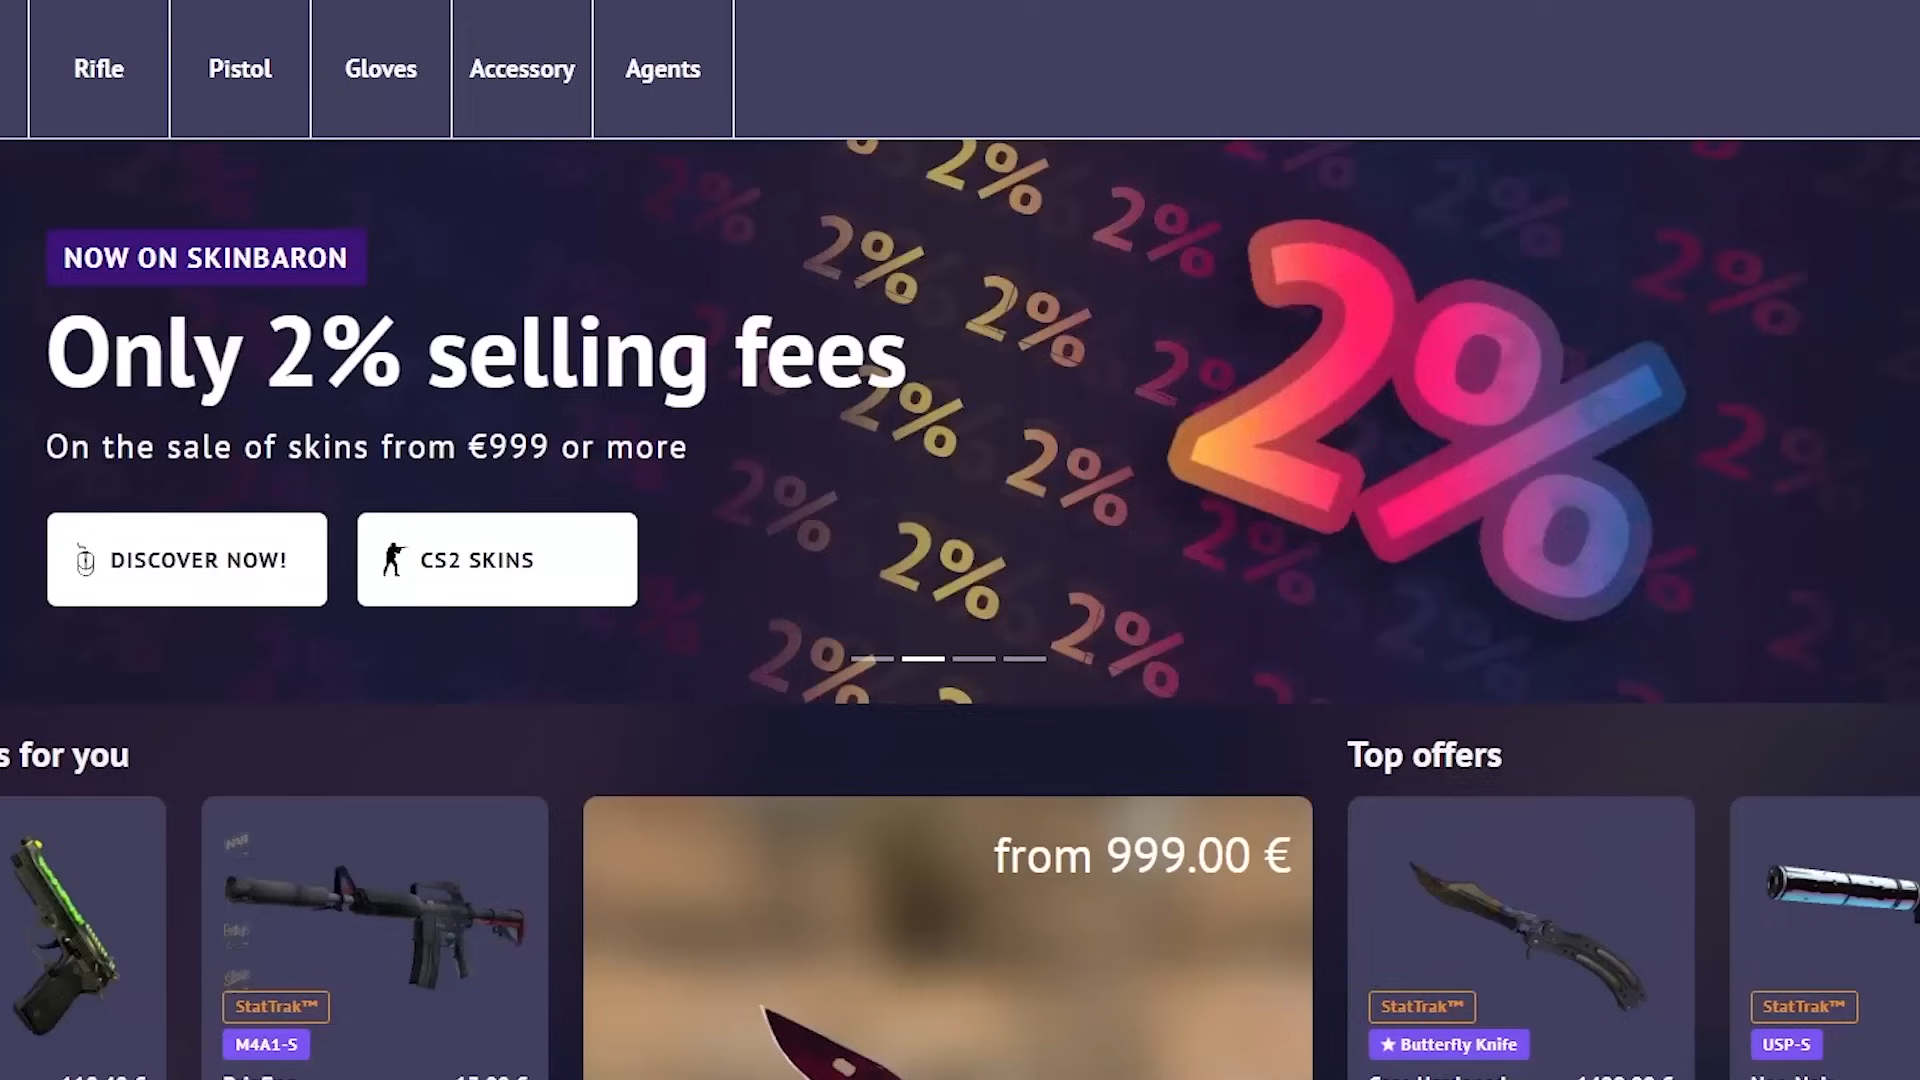 Rifle
Pistol
Gloves
Accessory
Agents
NOW ON SKINBARON
Only 2% selling fees
On the sale of skins from €999 or more
DISCOVER NOW!
CS2 SKINS
2%
s for you
Top offers
from 999.00 €
StatTrak™
M4A1-S
StatTrak™
★ Butterfly Knife
StatTrak™
USP-S